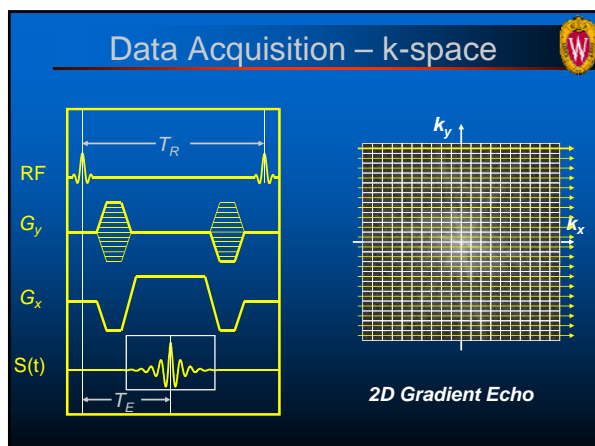 Data Acquisition – k-space
W
T_R
RF
G_y
G_x
S(t)
T_E
k_y
k_x
2D Gradient Echo